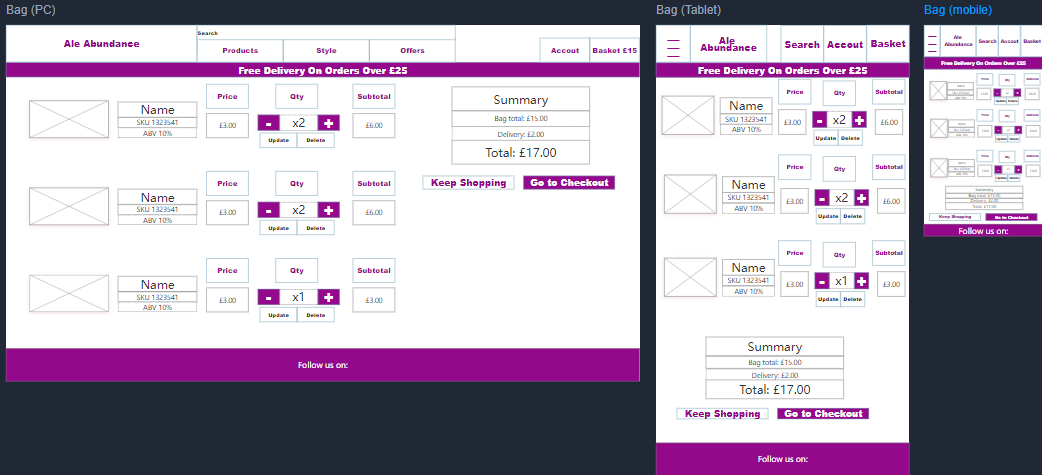 Bag (PC)
Ale Abundance
Search
Products Style Offers
Accout Basket £15
Free Delivery On Orders Over £25
Name
SKU 1323541
ABV 10%
Price
£3.00
Qty
- x2 +
Update Delete
Subtotal
£6.00
Name
SKU 1323541
ABV 10%
Price
£3.00
Qty
- x2 +
Update Delete
Subtotal
£6.00
Name
SKU 1323541
ABV 10%
Price
£3.00
Qty
- x1 +
Update Delete
Subtotal
£3.00
Summary
Bag total: £15.00
Delivery: £2.00
Total: £17.00
Keep Shopping Go to Checkout
Follow us on:
Bag (Tablet)
Ale
Abundance
Search Accout Basket
Free Delivery On Orders Over £25
Name
SKU 1323541
ABV 10%
Price
£3.00
Qty
- x2 +
Update Delete
Subtotal
£6.00
Name
SKU 1323541
ABV 10%
Price
£3.00
Qty
- x2 +
Update Delete
Subtotal
£6.00
Name
SKU 1323541
ABV 10%
Price
£3.00
Qty
- x1 +
Update Delete
Subtotal
£3.00
Summary
Bag total: £15.00
Delivery: £2.00
Total: £17.00
Keep Shopping Go to Checkout
Follow us on:
Bag (mobile)
Ale
Abundance
Search Accout Basket
Free Delivery On Orders Over £25
Price
Qty
Update Delete
Price
Qty
Price
Qty
Update Delete
Summary
Bag total: £15.00
Delivery: £2.00
Total: £17.00
Keep Shopping Go to Checkout
Follow us on: